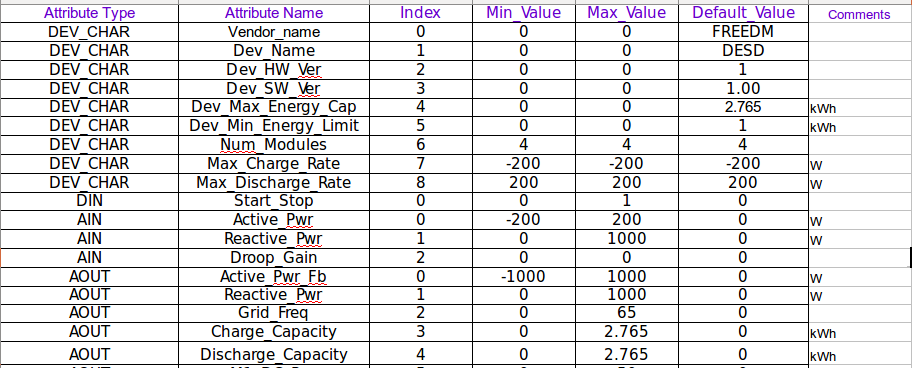 Attribute Type Attribute Name Index Min_Value Max_Value Default_Value Comments
DEV_CHAR Vendor_name 0 0 0 FREEDM
DEV_CHAR Dev_Name 1 0 0 DESD
DEV_CHAR Dev_HW_Ver 2 0 0 1
DEV_CHAR Dev_SW_Ver 3 0 0 1.00
DEV_CHAR Dev_Max_Energy_Cap 4 0 0 2.765 kWh
DEV_CHAR Dev_Min_Energy_Limit 5 0 0 1 kWh
DEV_CHAR Num_Modules 6 4 4 4
DEV_CHAR Max_Charge_Rate 7 -200 -200 -200 W
DEV_CHAR Max_Discharge_Rate 8 200 200 200 W
DIN Start_Stop 0 0 1 0
AIN Active_Pwr 0 -200 200 0 W
AIN Reactive_Pwr 1 0 1000 0 W
AIN Droop_Gain 2 0 0 0
AOUT Active_Pwr_Fb 0 -1000 1000 0 W
AOUT Reactive_Pwr 1 0 1000 0 W
AOUT Grid_Freq 2 0 65 0
AOUT Charge_Capacity 3 0 2.765 0 kWh
AOUT Discharge_Capacity 4 0 2.765 0 kWh